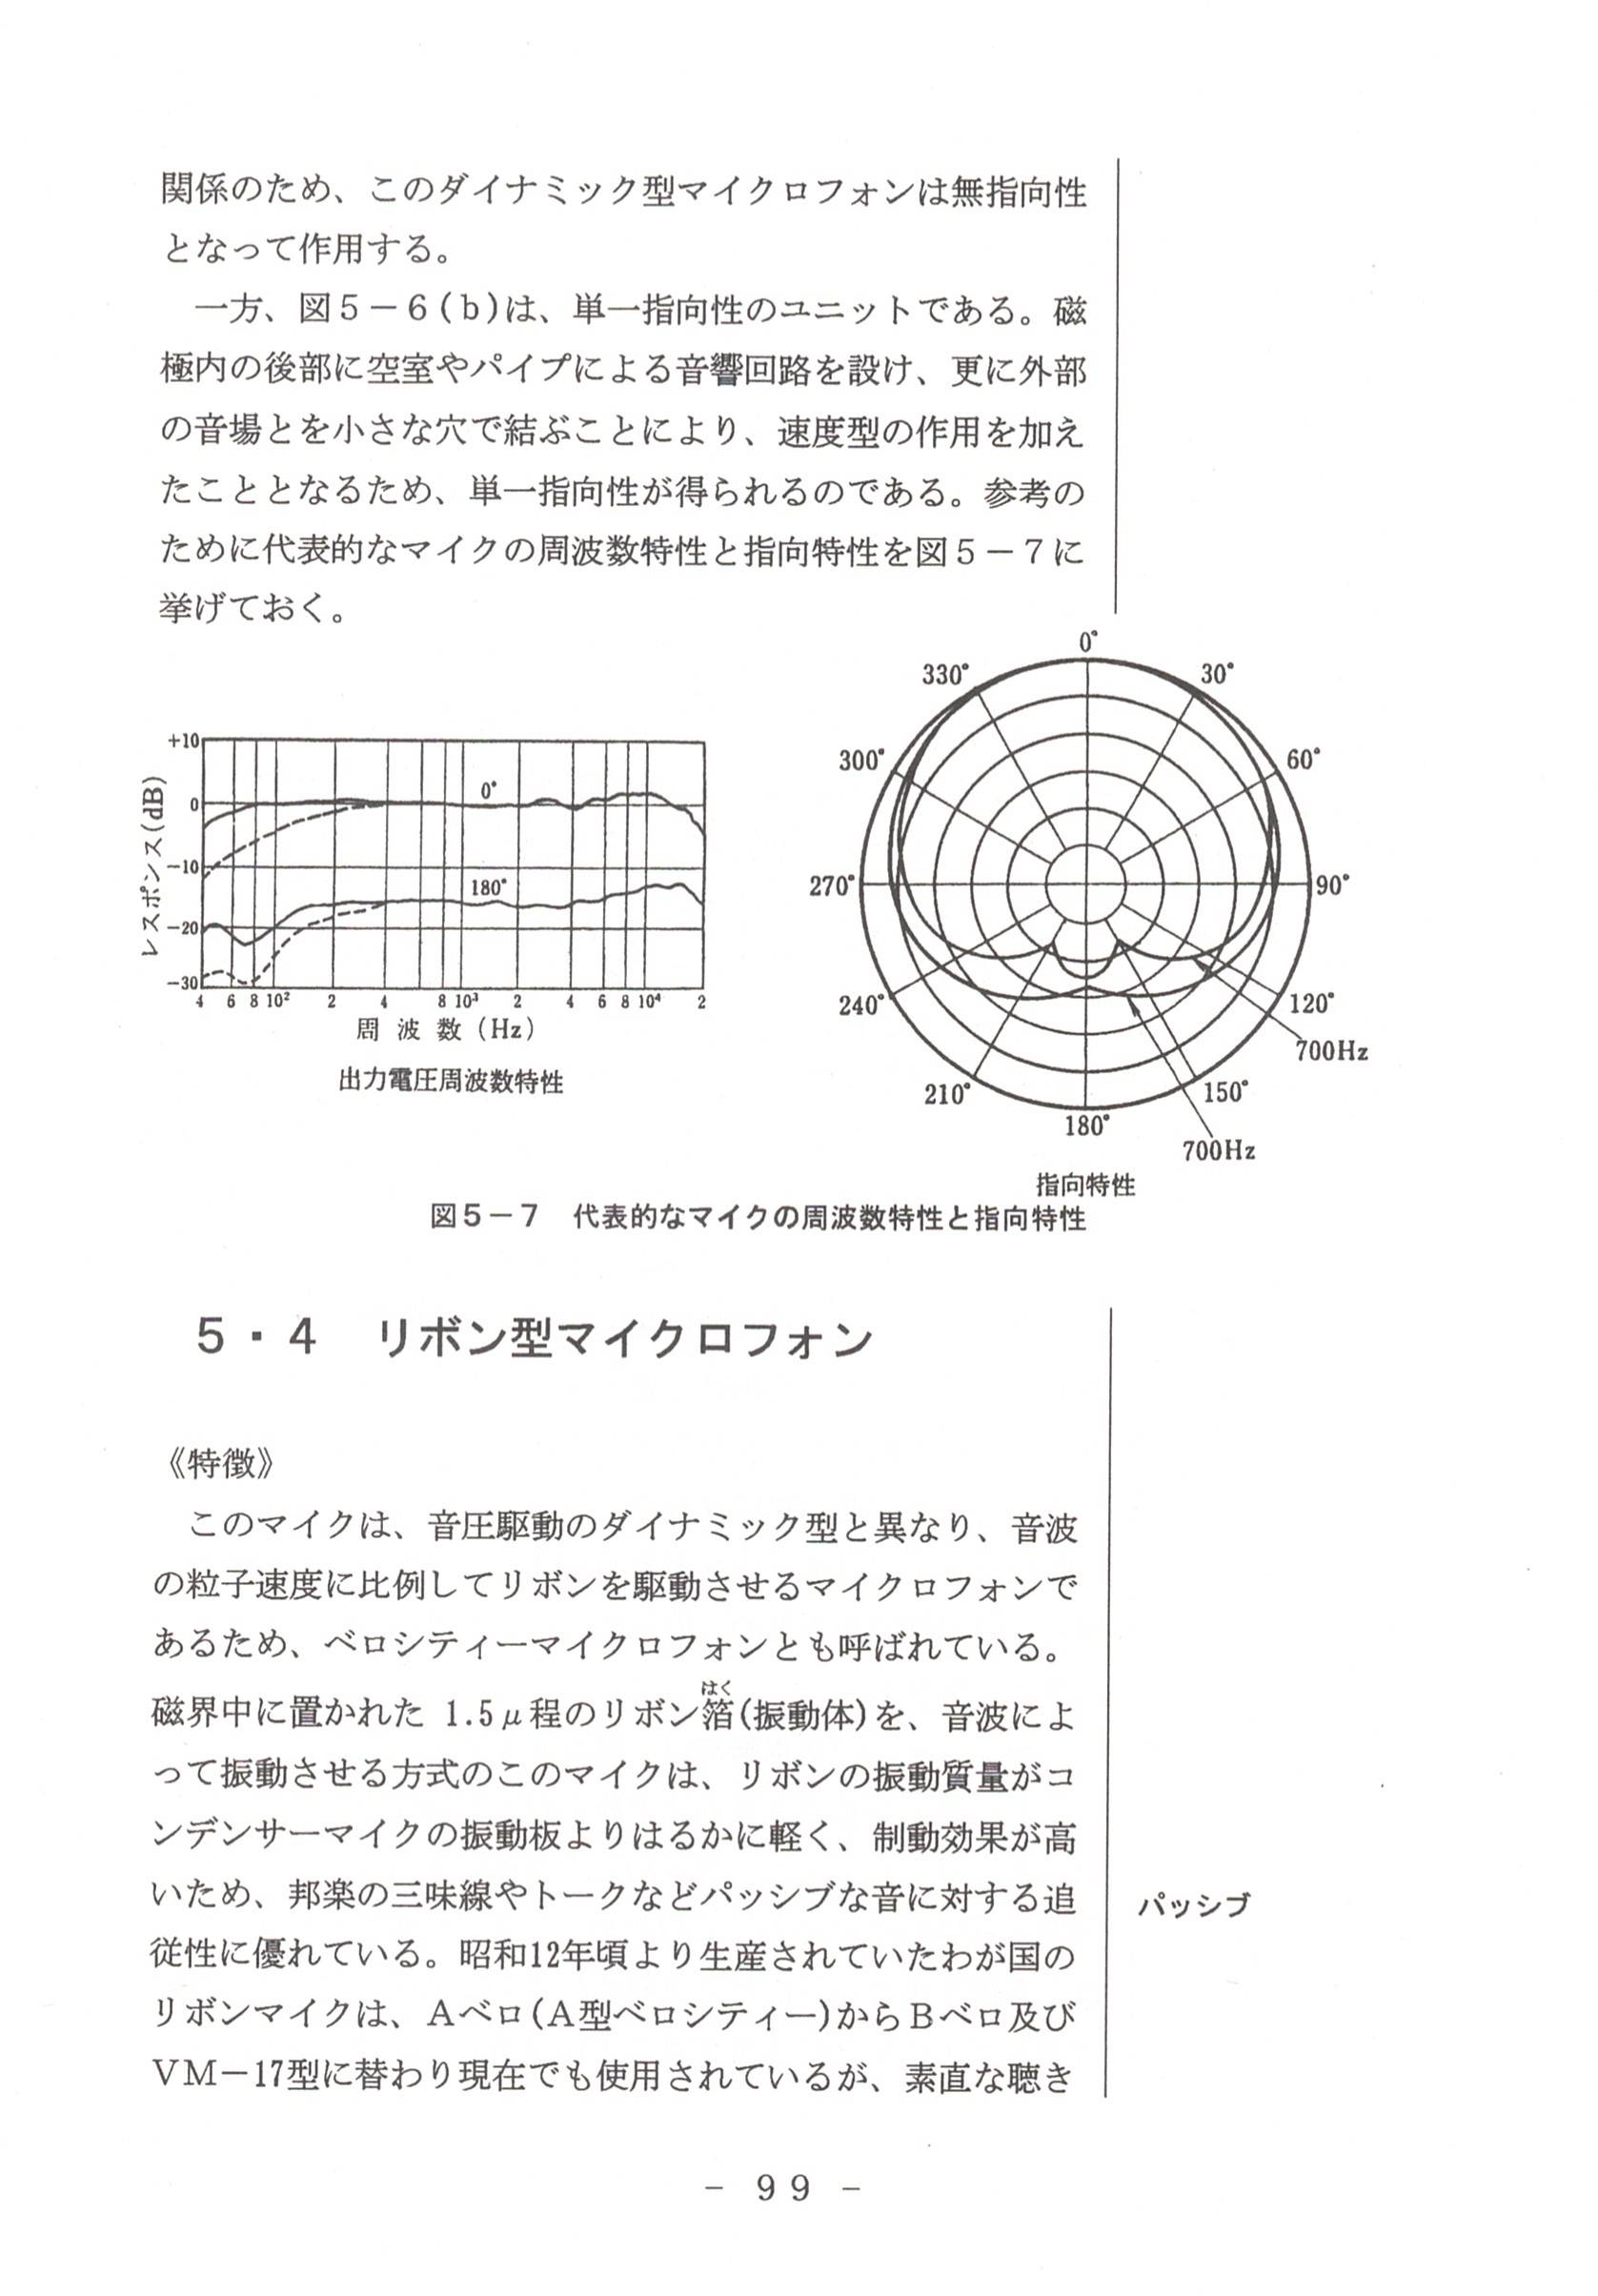 関係のため、このダイナミック型マイクロフォンは無指向性
となって作用する。
一方、図5−6(b)は、単一指向性のユニットである。磁
極内の後部に空室やパイプによる音響回路を設け、更に外部
の音場とを小さな穴で結ぶことにより、速度型の作用を加え
たこととなるため、単一指向性が得られるのである。参考の
ために代表的なマイクの周波数特性と指向特性を図5−7に
挙げておく。
+10
0
−10
−20
−30
レスポンス(dB)
0°
180°
4 6 8 10² 2 4 8 10³ 2 4 6 8 10⁴ 2
周波数(Hz)
出力電圧周波数特性
0°
330°
30°
300°
60°
270°
90°
240°
120°
700Hz
210°
150°
180°
700Hz
指向特性
図5−7 代表的なマイクの周波数特性と指向特性
5・4 リボン型マイクロフォン
《特徴》
このマイクは、音圧駆動のダイナミック型と異なり、音波
の粒子速度に比例してリボンを駆動させるマイクロフォンで
あるため、ベロシティーマイクロフォンとも呼ばれている。
はく
磁界中に置かれた 1.5μ程のリボン箔(振動体)を、音波によ
って振動させる方式のこのマイクは、リボンの振動質量がコ
ンデンサーマイクの振動板よりはるかに軽く、制動効果が高
いため、邦楽の三味線やトークなどパッシブな音に対する追
パッシブ
従性に優れている。昭和12年頃より生産されていたわが国の
リボンマイクは、Aベロ(A型ベロシティー)からBベロ及び
VM−17型に替わり現在でも使用されているが、素直な聴き
- 99 -